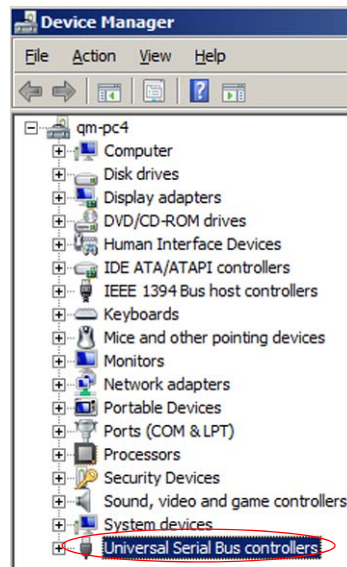 Device Manager
File Action View Help
qm-pc4
Computer
Disk drives
Display adapters
DVD/CD-ROM drives
Human Interface Devices
IDE ATA/ATAPI controllers
IEEE 1394 Bus host controllers
Keyboards
Mice and other pointing devices
Monitors
Network adapters
Portable Devices
Ports (COM & LPT)
Processors
Security Devices
Sound, video and game controllers
System devices
Universal Serial Bus controllers